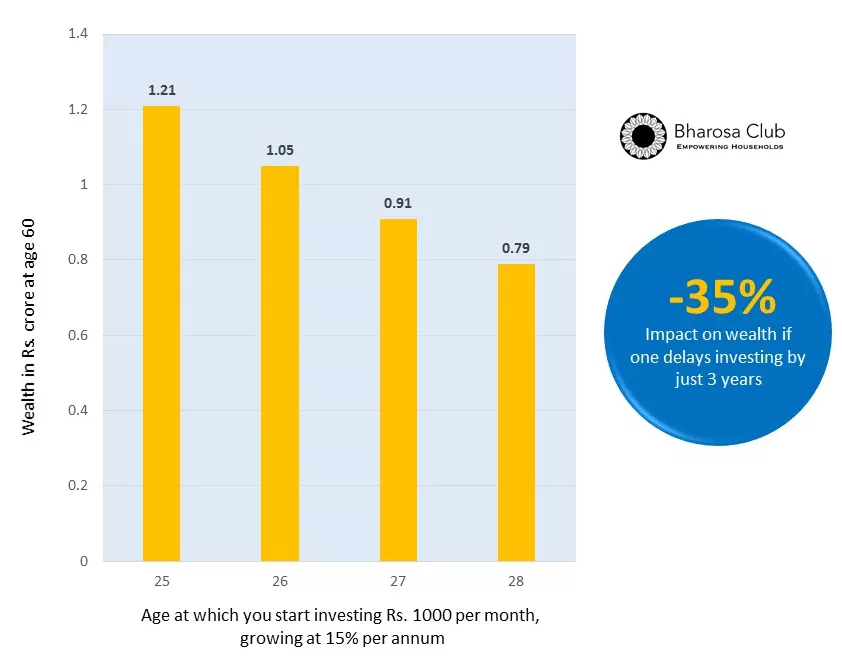 1.4
1.2
1
0.8
0.6
0.4
0.2
0
Wealth in Rs. crore at age 60
1.21
1.05
0.91
0.79
25
26
27
28
Age at which you start investing Rs. 1000 per month,
growing at 15% per annum
Bharosa Club
EMPOWERING HOUSEHOLDS
-35%
Impact on wealth if
one delays investing by
just 3 years